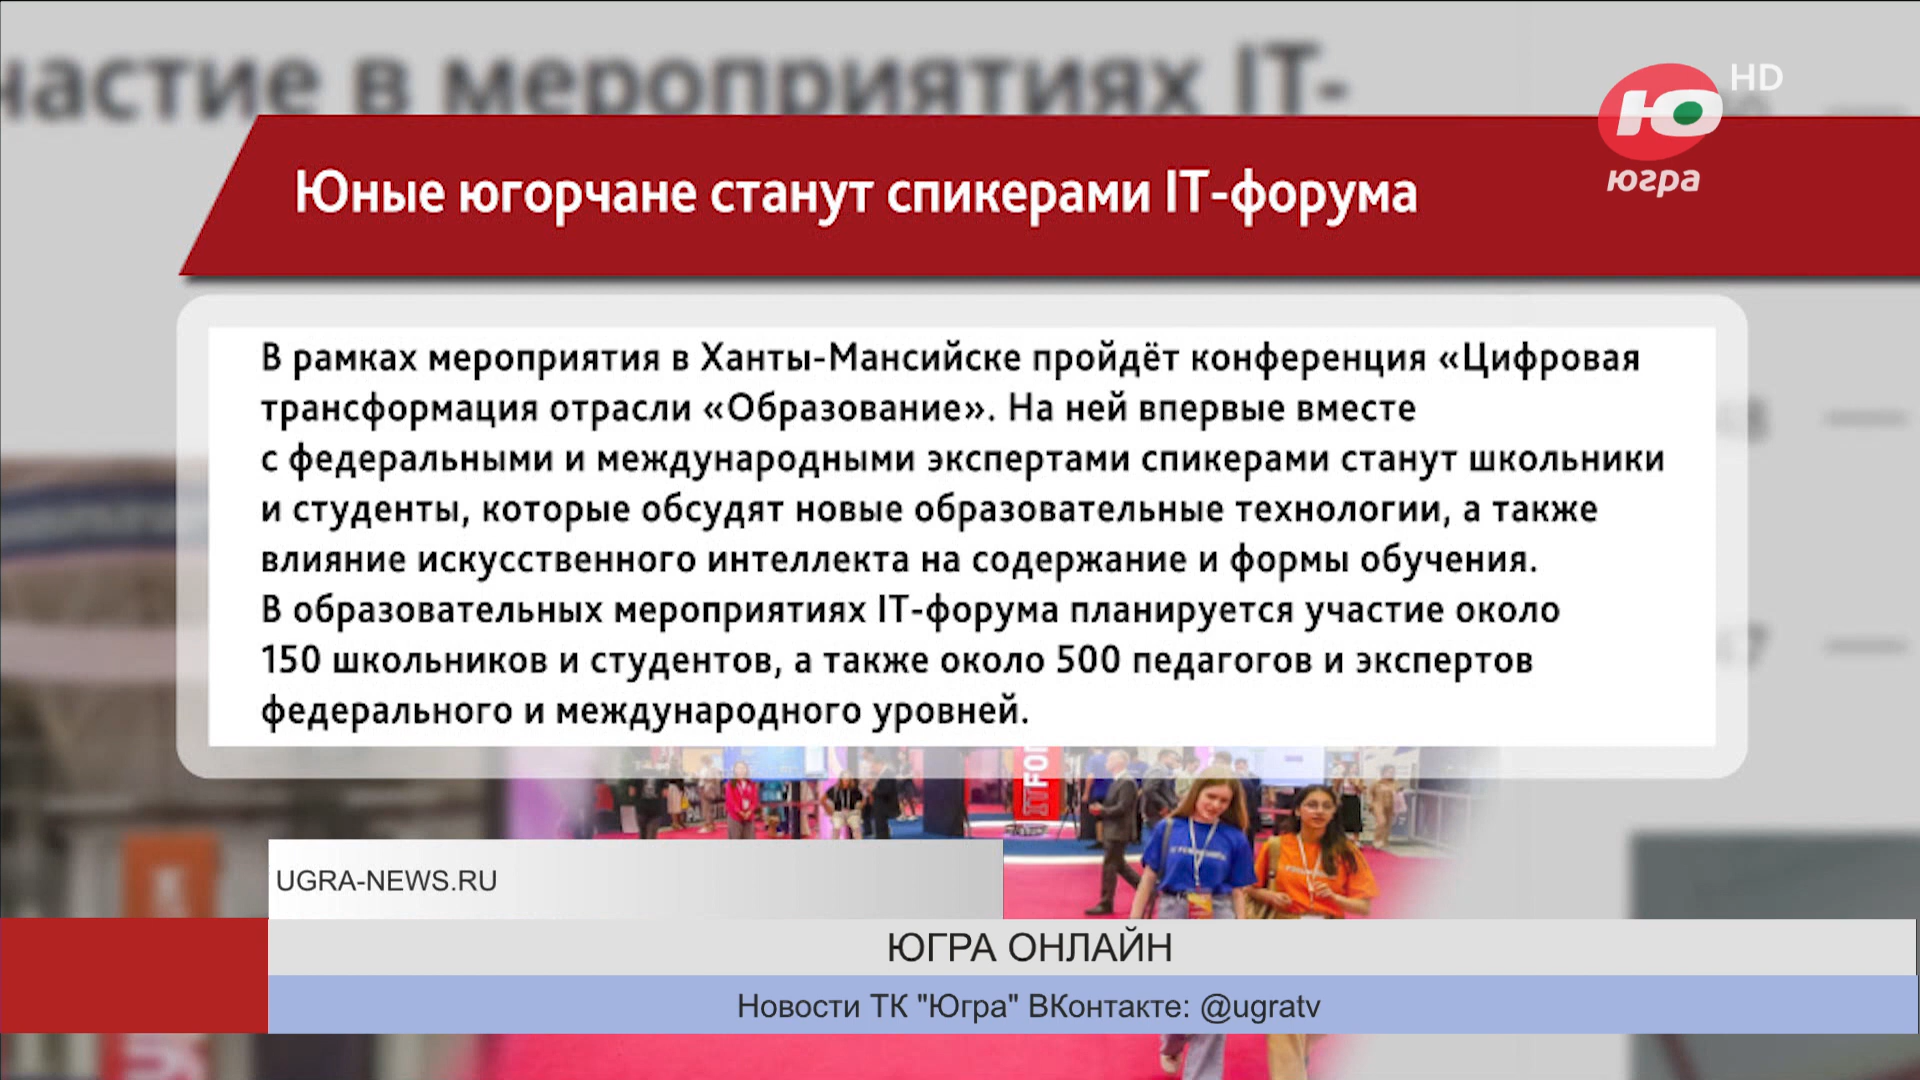 частие в мероприятиях IT-
HD
Ю
югра
Юные югорчане станут спикерами IT-форума
В рамках мероприятия в Ханты-Мансийске пройдёт конференция «Цифровая
трансформация отрасли «Образование». На ней впервые вместе
с федеральными и международными экспертами спикерами станут школьники
и студенты, которые обсудят новые образовательные технологии, а также
влияние искусственного интеллекта на содержание и формы обучения.
В образовательных мероприятиях IT-форума планируется участие около
150 школьников и студентов, а также около 500 педагогов и экспертов
федерального и международного уровней.
UGRA-NEWS.RU
ЮГРА ОНЛАЙН
Новости ТК "Югра" ВКонтакте: @ugratv